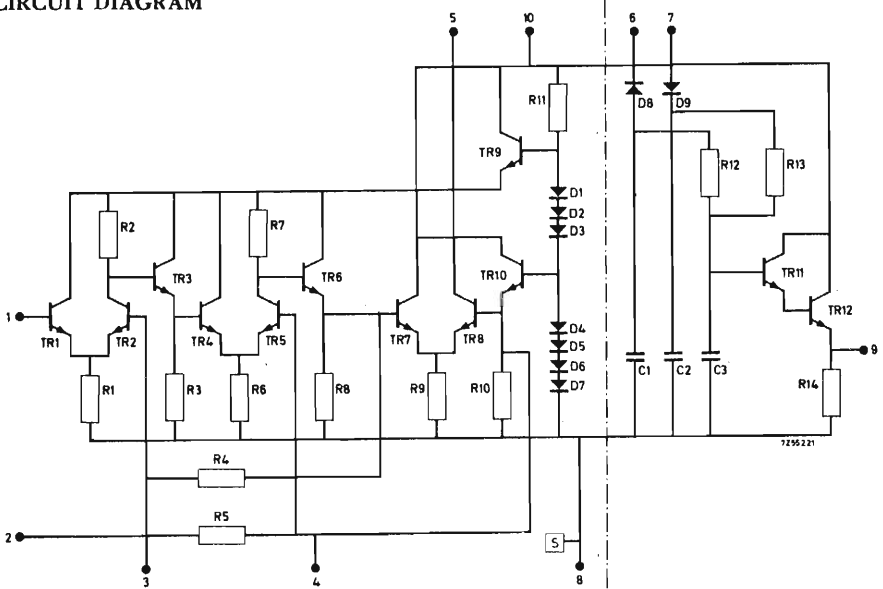 CIRCUIT DIAGRAM
5 10 6 7
R11 D8 D9
TR9 R12 R13
D1
R2 R7 D2
D3
TR3 TR6 TR10 TR11
1 TR1 TR2 TR4 TR5 TR7 TR8 TR12
D4
D5 9
R1 R3 R6 R8 R9 R10 D6 C1 C2 C3 R14
D7
7Z55221
R4
R5
2 S
3 4 8